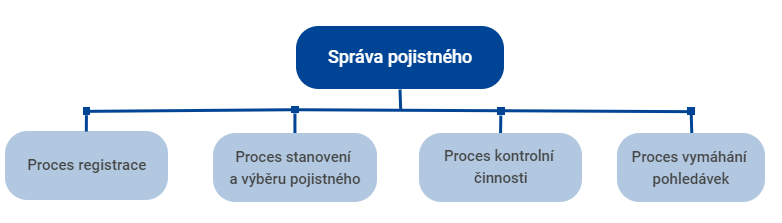 Správa pojistného
Proces registrace
Proces stanovení
a výběru pojistného
Proces kontrolní
činnosti
Proces vymáhání
pohledávek